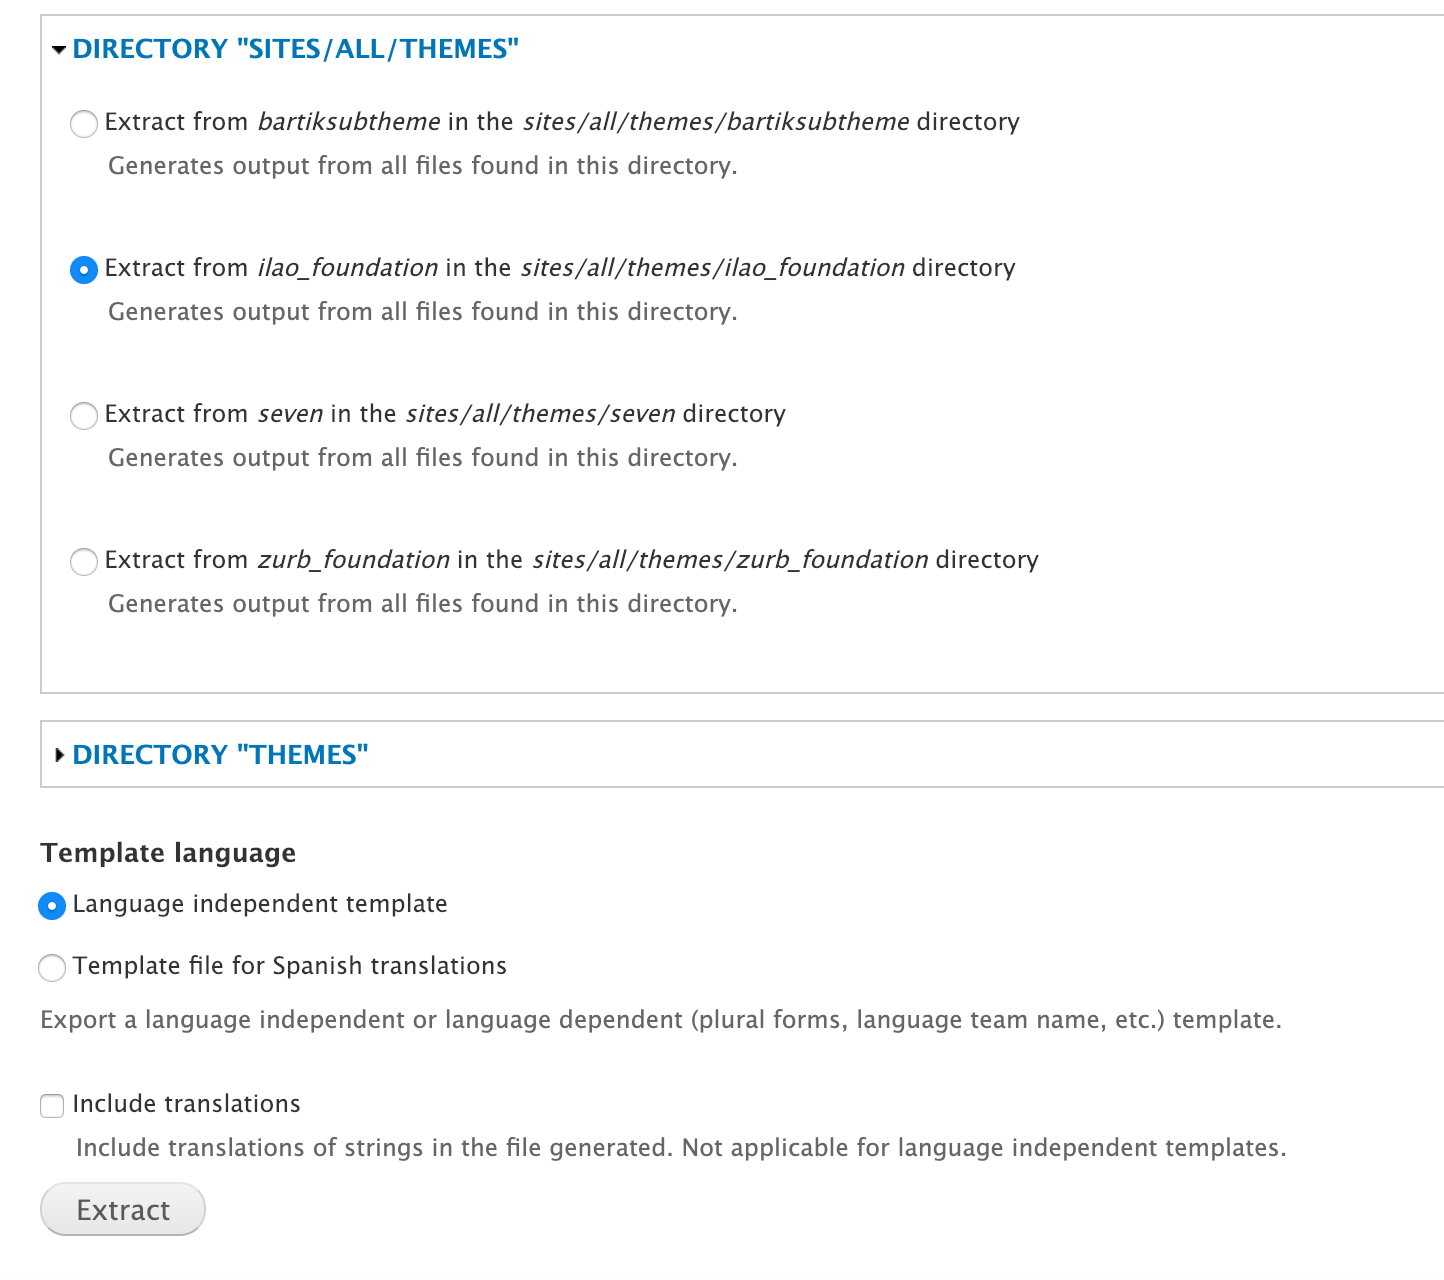 DIRECTORY "SITES/ALL/THEMES"
Extract from bartiksubtheme in the sites/all/themes/bartiksubtheme directory
Generates output from all files found in this directory.
Extract from ilao_foundation in the sites/all/themes/ilao_foundation directory
Generates output from all files found in this directory.
Extract from seven in the sites/all/themes/seven directory
Generates output from all files found in this directory.
Extract from zurb_foundation in the sites/all/themes/zurb_foundation directory
Generates output from all files found in this directory.
DIRECTORY "THEMES"
Template language
Language independent template
Template file for Spanish translations
Export a language independent or language dependent (plural forms, language team name, etc.) template.
Include translations
Include translations of strings in the file generated. Not applicable for language independent templates.
Extract